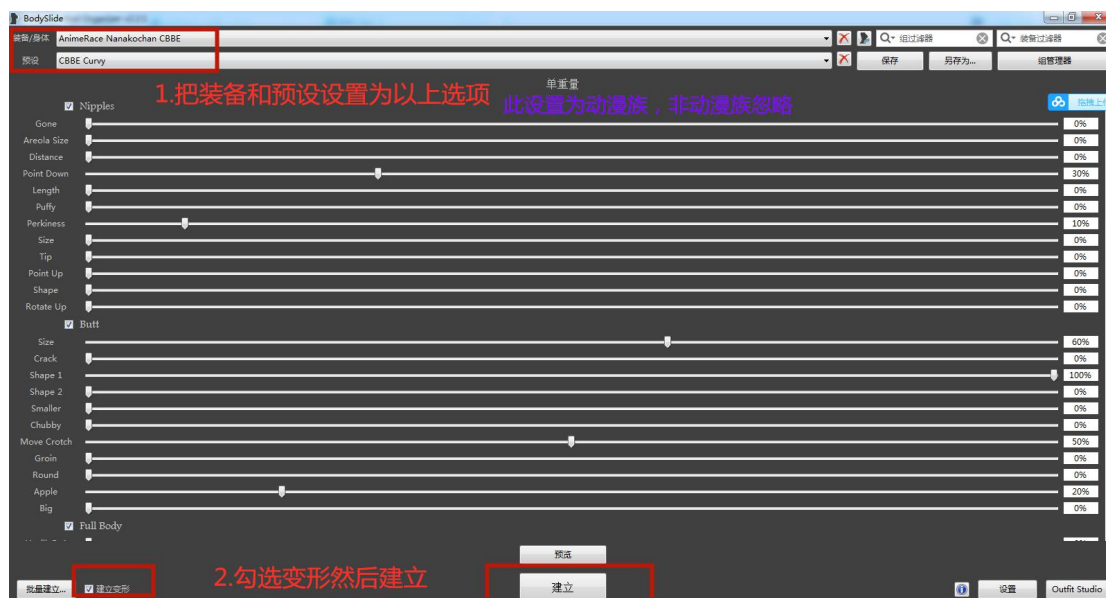 BodySlide
装备/身体 AnimeRace Nanakochan CBBE 组过滤器 装备过滤器
预设 CBBE Curvy 保存 另存为... 组管理器
单重量
1.把装备和预设设置为以上选项
此设置为动漫族，非动漫族忽略
拖拽上
Nipples
Gone 0%
Areola Size 0%
Distance 0%
Point Down 30%
Length 0%
Puffy 0%
Perkiness 10%
Size 0%
Tip 0%
Point Up 0%
Shape 0%
Rotate Up 0%
Butt
Size 60%
Crack 0%
Shape 1 100%
Shape 2 0%
Smaller 0%
Chubby 0%
Move Crotch 50%
Groin 0%
Round 0%
Apple 20%
Big 0%
Full Body
预览
2.勾选变形然后建立
批量建立... 建立变形 建立 设置 Outfit Studio